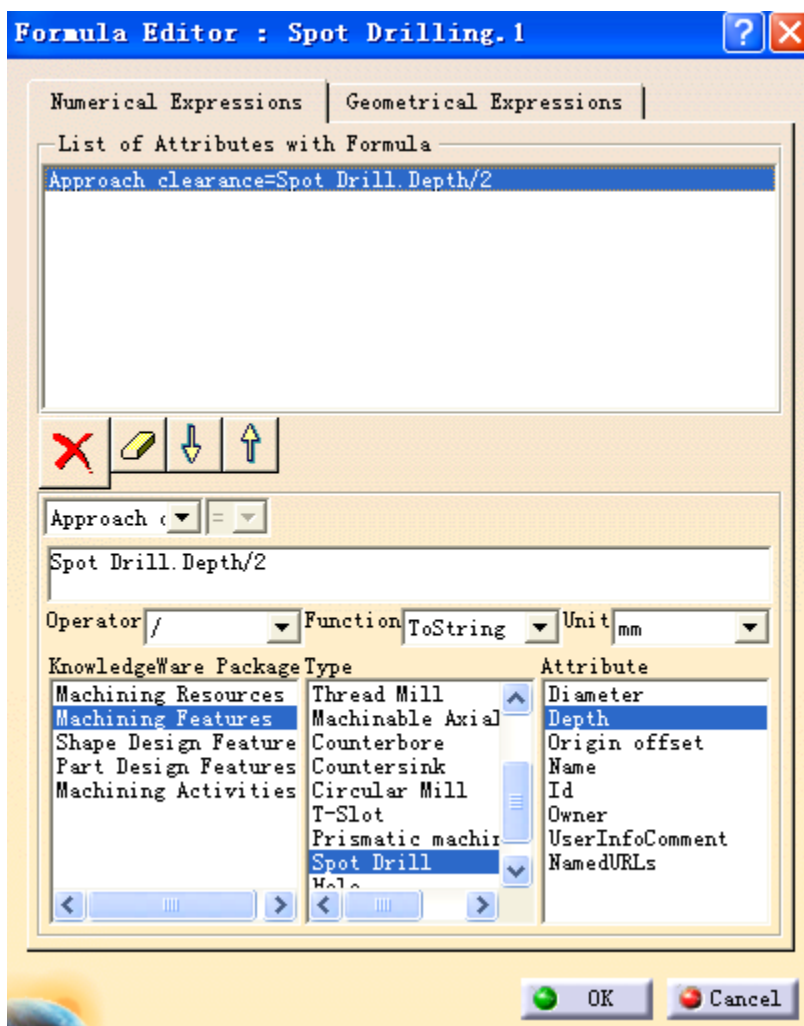 Formula Editor : Spot Drilling.1
Numerical Expressions
Geometrical Expressions
List of Attributes with Formula
Approach clearance=Spot Drill.Depth/2
Approach c
=
Spot Drill.Depth/2
Operator
/
Function
ToString
Unit
mm
KnowledgeWare Package
Machining Resources
Machining Features
Shape Design Feature
Part Design Features
Machining Activities
Type
Thread Mill
Machinable Axial
Counterbore
Countersink
Circular Mill
T-Slot
Prismatic machin
Spot Drill
Hole
Attribute
Diameter
Depth
Origin offset
Name
Id
Owner
UserInfoComment
NamedURLs
OK
Cancel